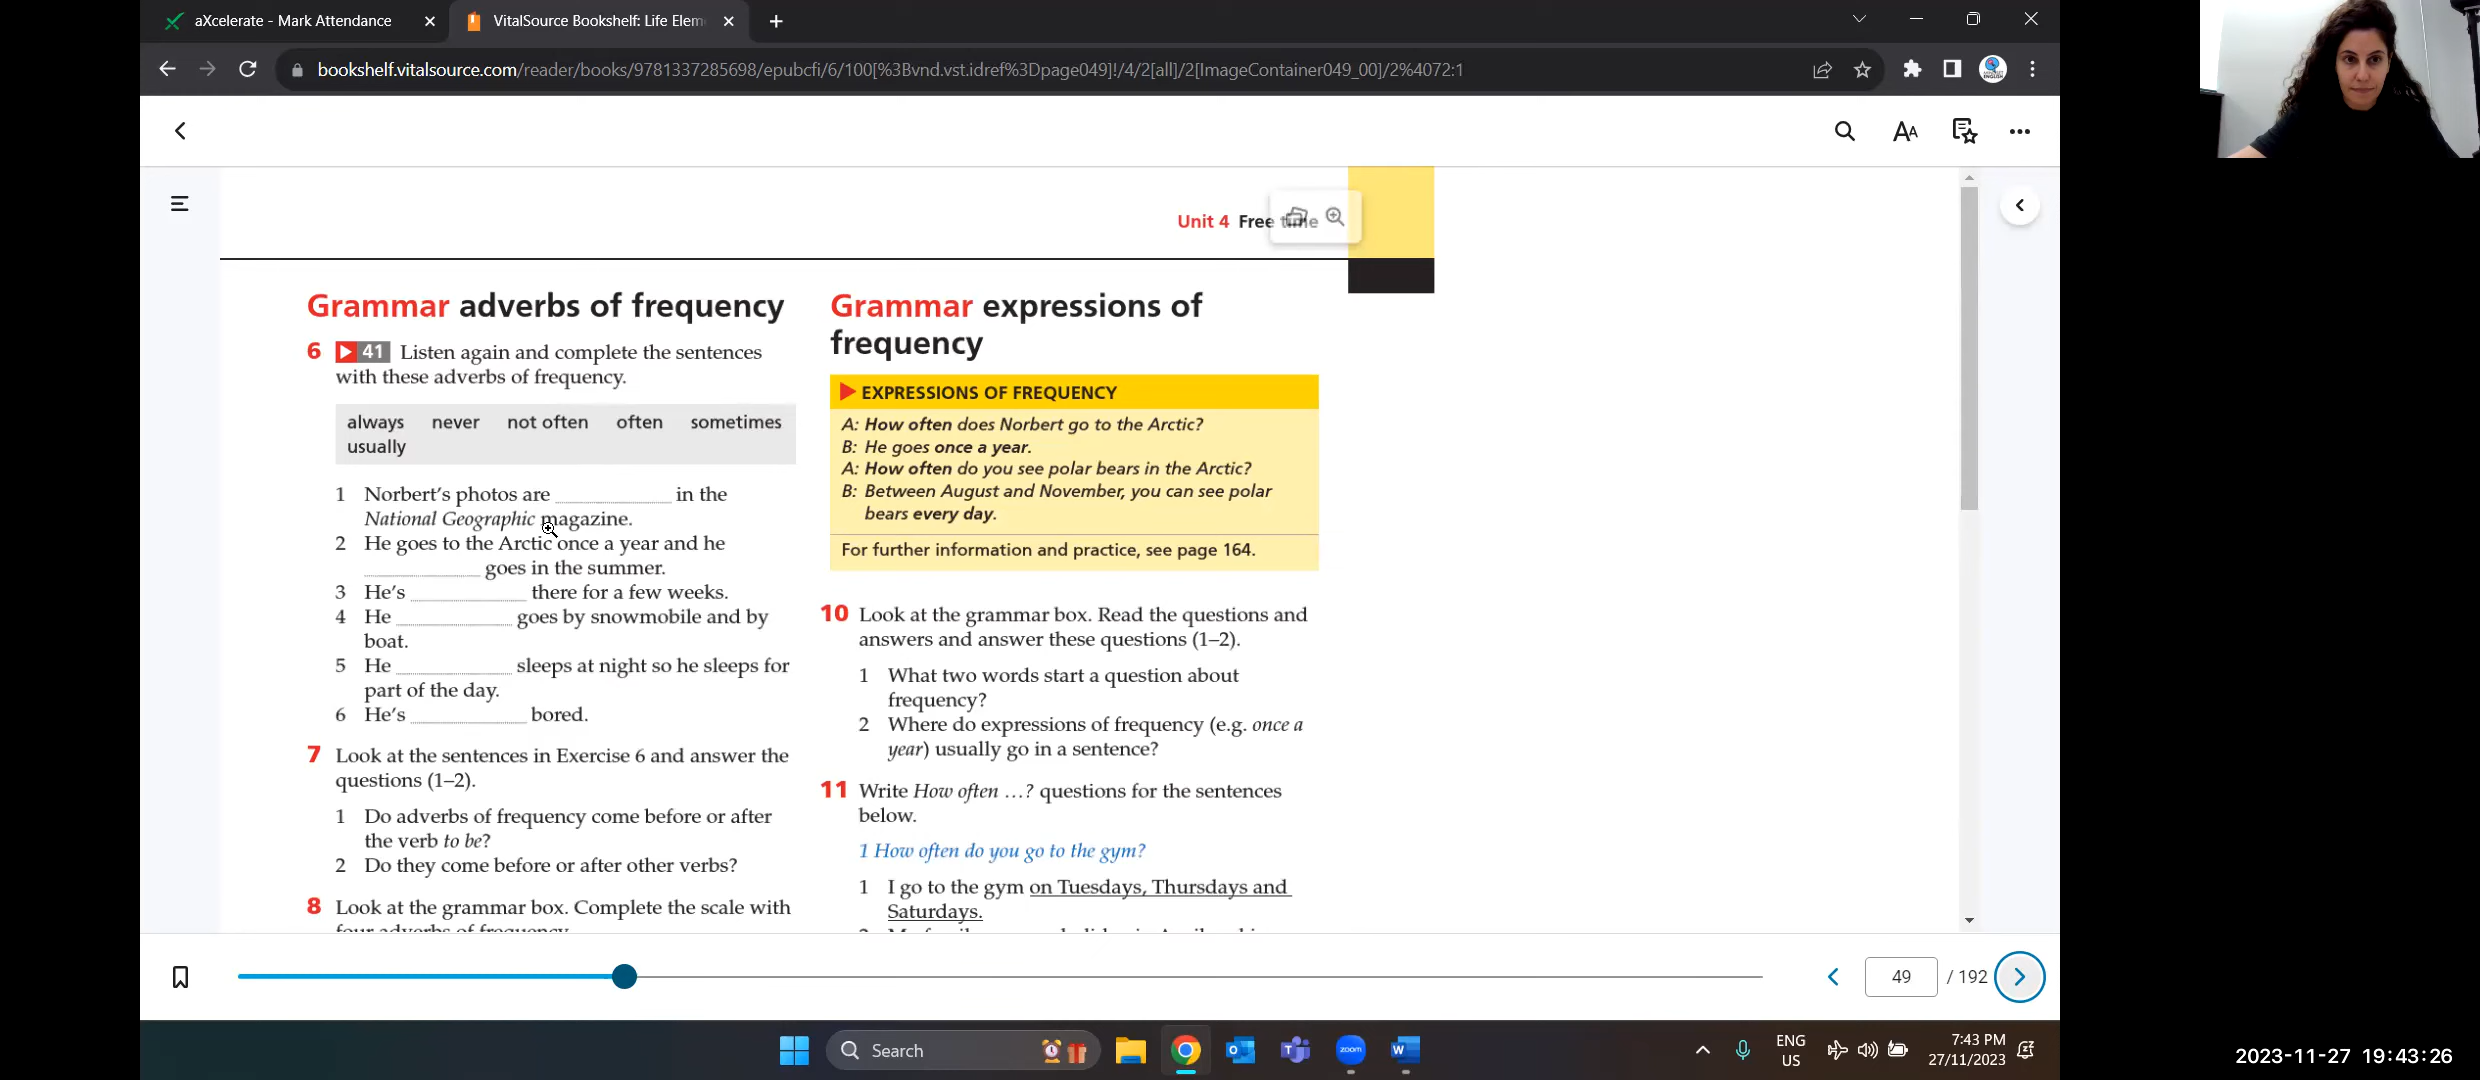 aXcelerate - Mark Attendance
VitalSource Bookshelf: Life Elem
bookshelf.vitalsource.com/reader/books/9781337285698/epubcfi/6/100[%3Bvnd.vst.idref%3Dpage049]!/4/2[all]/2[ImageContainer049_00]/2%4072:1
Unit 4 Free time
Grammar adverbs of frequency
6 41 Listen again and complete the sentences
with these adverbs of frequency.
always never not often often sometimes
usually
1 Norbert's photos are ____ in the
National Geographic magazine.
2 He goes to the Arctic once a year and he
____ goes in the summer.
3 He's ____ there for a few weeks.
4 He ____ goes by snowmobile and by
boat.
5 He ____ sleeps at night so he sleeps for
part of the day.
6 He's ____ bored.
7 Look at the sentences in Exercise 6 and answer the
questions (1–2).
1 Do adverbs of frequency come before or after
the verb to be?
2 Do they come before or after other verbs?
8 Look at the grammar box. Complete the scale with
four adverbs of frequency
Grammar expressions of
frequency
EXPRESSIONS OF FREQUENCY
A: How often does Norbert go to the Arctic?
B: He goes once a year.
A: How often do you see polar bears in the Arctic?
B: Between August and November, you can see polar
bears every day.
For further information and practice, see page 164.
10 Look at the grammar box. Read the questions and
answers and answer these questions (1–2).
1 What two words start a question about
frequency?
2 Where do expressions of frequency (e.g. once a
year) usually go in a sentence?
11 Write How often …? questions for the sentences
below.
1 How often do you go to the gym?
1 I go to the gym on Tuesdays, Thursdays and
Saturdays.
49 / 192
Search
zoom
ENG
US
7:43 PM
27/11/2023
2023-11-27 19:43:26